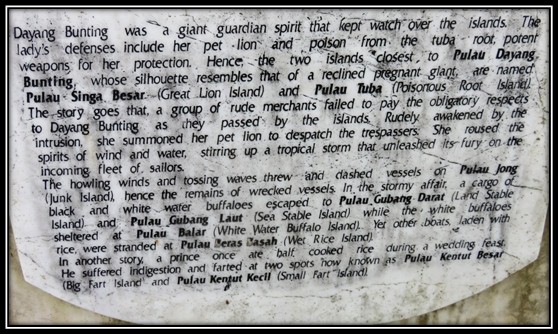 Dayang Bunting was a giant guardian spirit that kept watch over the islands. The
lady's defenses include her pet lion and poison from the tuba root, potent
weapons for her protection. Hence, the two islands closest to Pulau Dayang
Bunting, whose silhouette resembles that of a reclined pregnant giant, are named
Pulau Singa Besar (Great Lion Island) and Pulau Tuba (Poisonous Root Island).
The story goes that, a group of rude merchants failed to pay the obligatory respects
to Dayang Bunting as they passed by the islands. Rudely awakened by the
intrusion, she summoned her pet lion to despatch the trespassers. She roused the
spirits of wind and water, stirring up a tropical storm that unleashed its fury on the
incoming fleet of sailors.
The howling winds and tossing waves threw and dashed vessels on Pulau Jong
(Junk Island), hence the remains of wrecked vessels. In the stormy affair, a cargo of
black and white water buffaloes escaped to Pulau Gubang Darat (Land Stable
Island) and Pulau Gubang Laut (Sea Stable Island) while the white buffaloes
sheltered at Pulau Balar (White Water Buffalo Island). Yet other boats, laden with
rice, were stranded at Pulau Beras Basah (Wet Rice Island).
In another story, a prince once ate half cooked rice during a wedding feast.
He suffered indigestion and farted at two spots now known as Pulau Kentut Besar
(Big Fart Island) and Pulau Kentut Kecil (Small Fart Island).